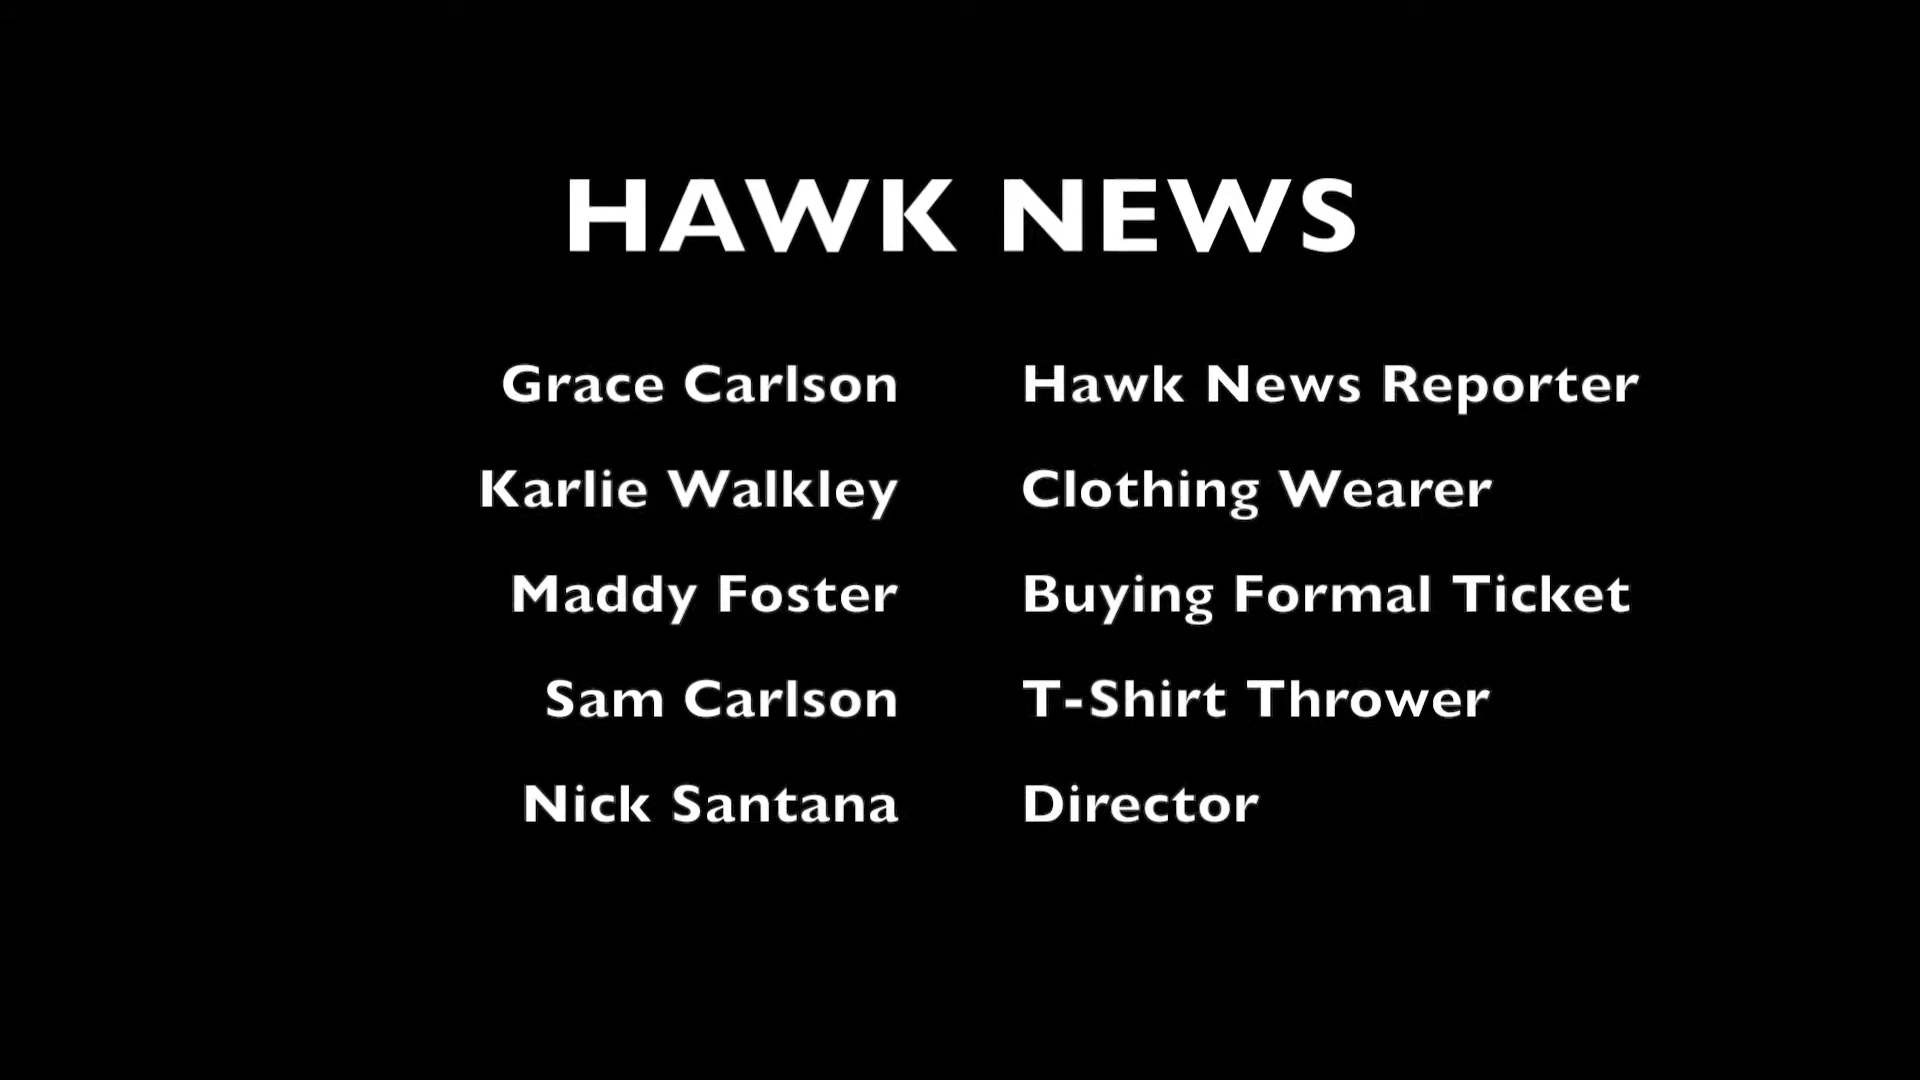 HAWK NEWS
Grace Carlson Hawk News Reporter
Karlie Walkley Clothing Wearer
Maddy Foster Buying Formal Ticket
Sam Carlson T-Shirt Thrower
Nick Santana Director